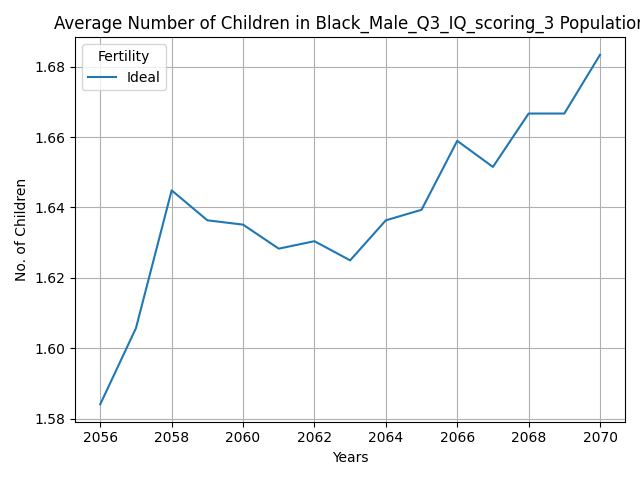 Average Number of Children in Black_Male_Q3_IQ_scoring_3 Population
Fertility
Ideal
1.68
1.66
1.64
1.62
1.60
1.58
No. of Children
2056 2058 2060 2062 2064 2066 2068 2070
Years